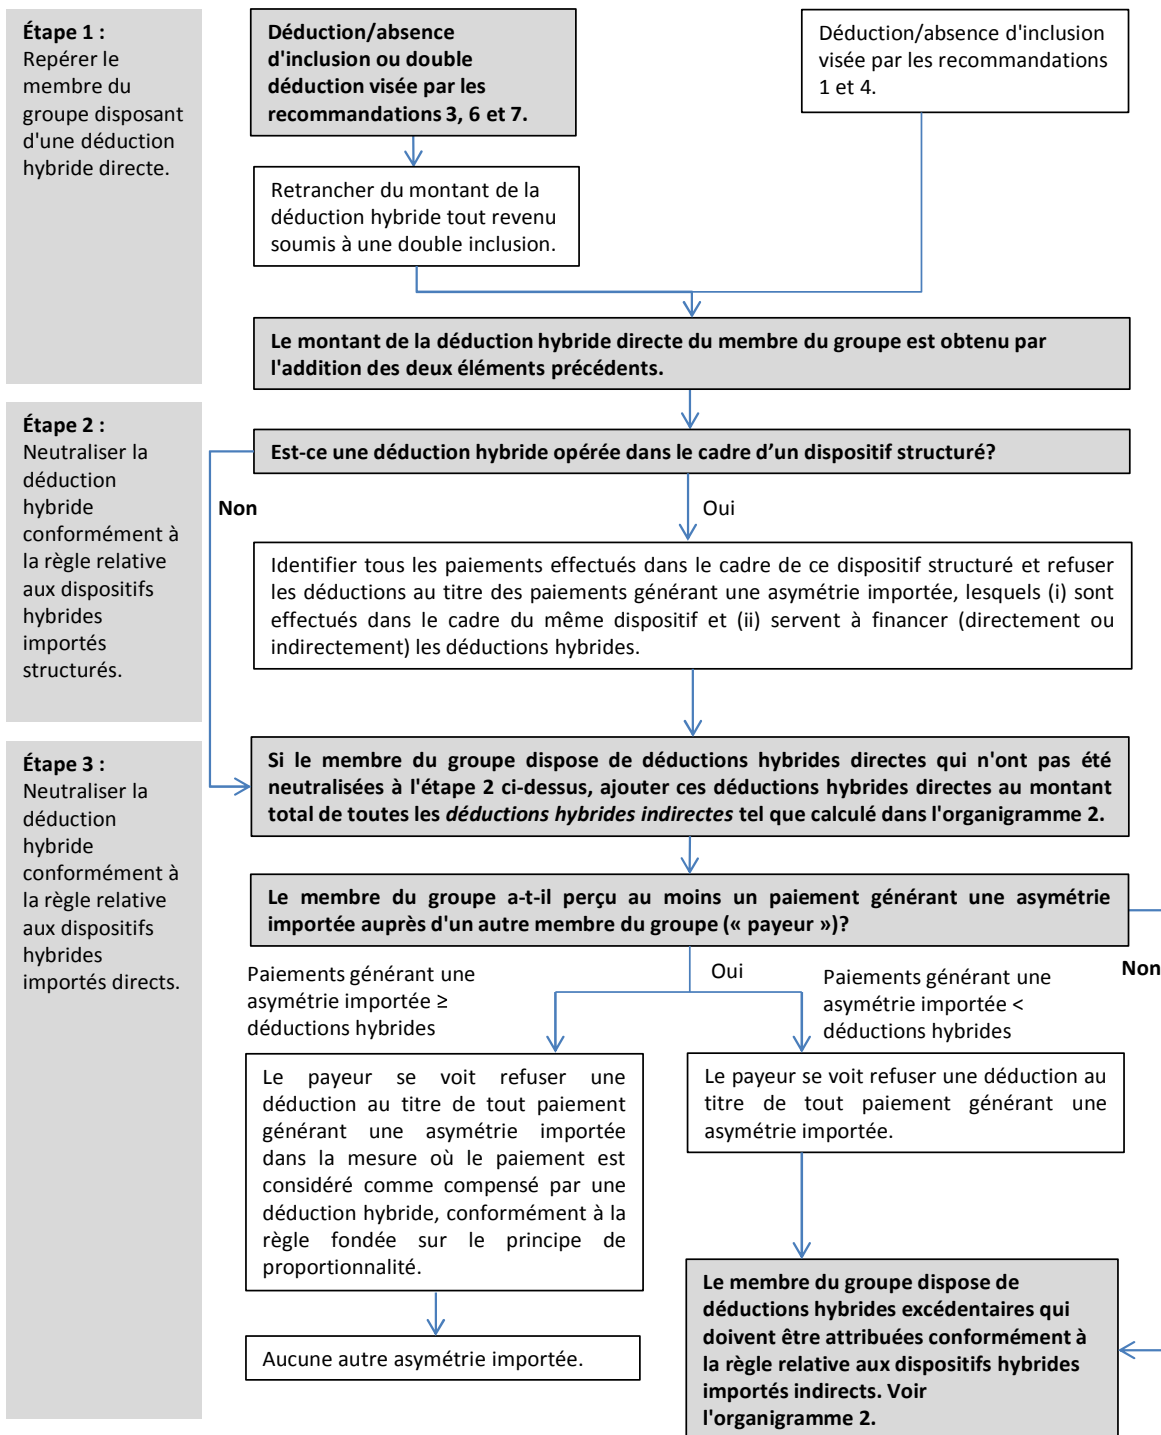 Étape 1 :
Repérer le
membre du
groupe disposant
d'une déduction
hybride directe.
Déduction/absence
d'inclusion ou double
déduction visée par les
recommandations 3, 6 et 7.
Déduction/absence d'inclusion
visée par les recommandations
1 et 4.
Retrancher du montant de la
déduction hybride tout revenu
soumis à une double inclusion.
Le montant de la déduction hybride directe du membre du groupe est obtenu par
l'addition des deux éléments précédents.
Étape 2 :
Neutraliser la
déduction
hybride
conformément à
la règle relative
aux dispositifs
hybrides
importés
structurés.
Est-ce une déduction hybride opérée dans le cadre d’un dispositif structuré?
Non
Oui
Identifier tous les paiements effectués dans le cadre de ce dispositif structuré et refuser
les déductions au titre des paiements générant une asymétrie importée, lesquels (i) sont
effectués dans le cadre du même dispositif et (ii) servent à financer (directement ou
indirectement) les déductions hybrides.
Étape 3 :
Neutraliser la
déduction
hybride
conformément à
la règle relative
aux dispositifs
hybrides
importés directs.
Si le membre du groupe dispose de déductions hybrides directes qui n'ont pas été
neutralisées à l'étape 2 ci-dessus, ajouter ces déductions hybrides directes au montant
total de toutes les déductions hybrides indirectes tel que calculé dans l'organigramme 2.
Le membre du groupe a-t-il perçu au moins un paiement générant une asymétrie
importée auprès d'un autre membre du groupe (« payeur »)?
Paiements générant une
asymétrie importée ≥
déductions hybrides
Oui
Paiements générant une
asymétrie importée <
déductions hybrides
Non
Le payeur se voit refuser une
déduction au titre de tout paiement
générant une asymétrie importée
dans la mesure où le paiement est
considéré comme compensé par une
déduction hybride, conformément à la
règle fondée sur le principe de
proportionnalité.
Le payeur se voit refuser une déduction au
titre de tout paiement générant une
asymétrie importée.
Aucune autre asymétrie importée.
Le membre du groupe dispose de
déductions hybrides excédentaires qui
doivent être attribuées conformément à
la règle relative aux dispositifs hybrides
importés indirects. Voir
l'organigramme 2.